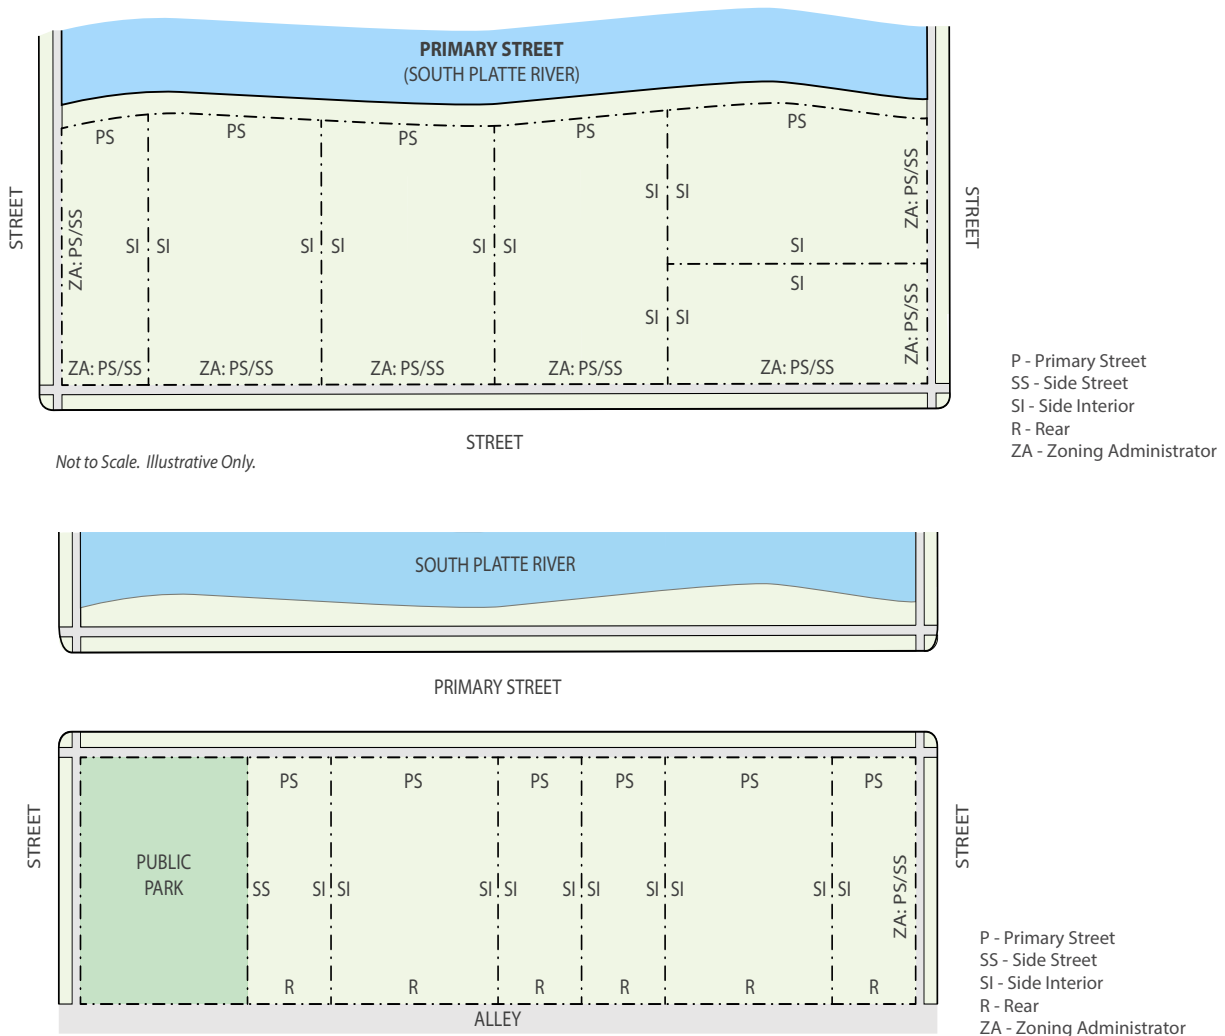 PRIMARY STREET
(SOUTH PLATTE RIVER)
PS
PS
PS
PS
PS
STREET
ZA: PS/SS
SI SI
SI SI
SI SI
SI SI
SI
SI
SI SI
ZA: PS/SS
ZA: PS/SS
STREET
ZA: PS/SS
ZA: PS/SS
ZA: PS/SS
ZA: PS/SS
ZA: PS/SS
STREET
Not to Scale. Illustrative Only.
P - Primary Street
SS - Side Street
SI - Side Interior
R - Rear
ZA - Zoning Administrator
SOUTH PLATTE RIVER
PRIMARY STREET
STREET
PUBLIC
PARK
PS
PS
PS
PS
PS
PS
SS
SI SI
SI SI
SI SI
SI SI
SI SI
ZA: PS/SS
STREET
R
R
R
R
R
R
ALLEY
P - Primary Street
SS - Side Street
SI - Side Interior
R - Rear
ZA - Zoning Administrator